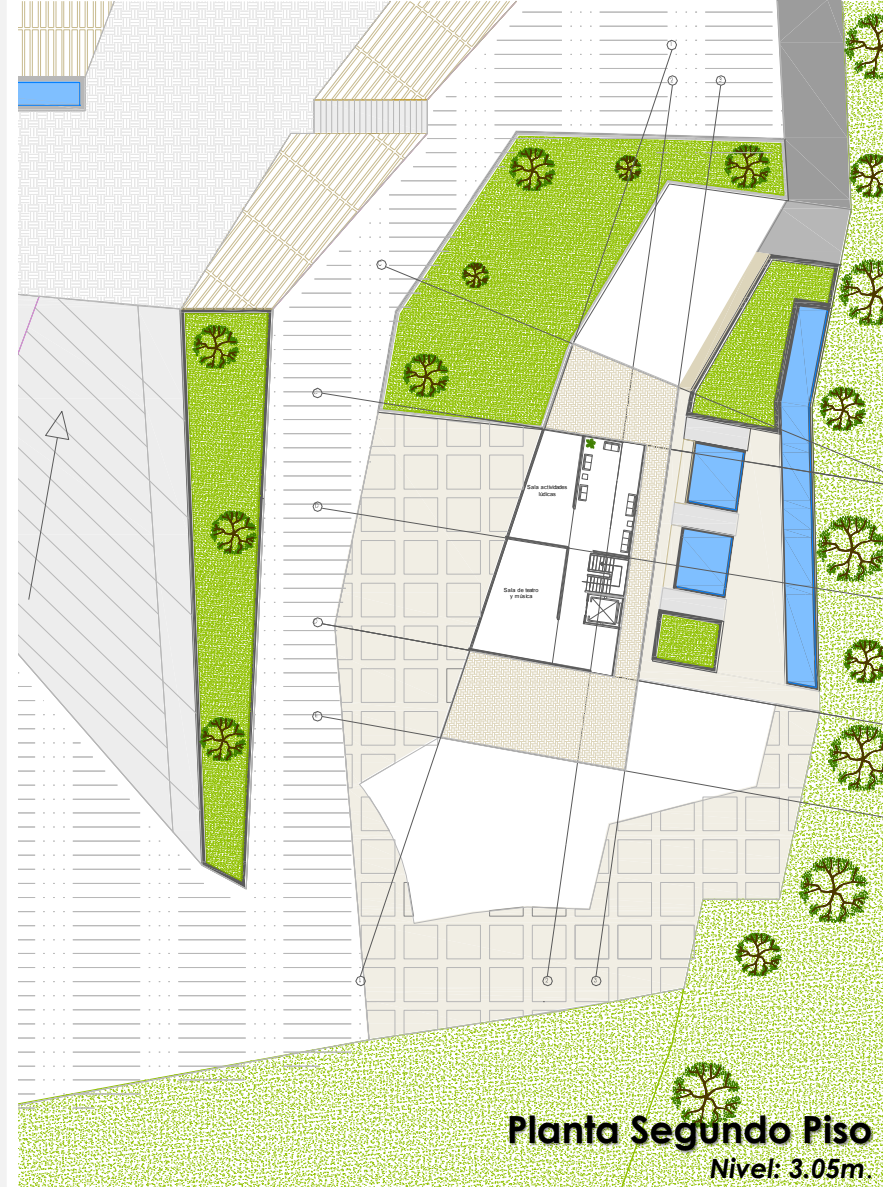 Sala actividades
lúdicas
Sala de teatro
y música
Planta Segundo Piso
Nivel: 3.05m.